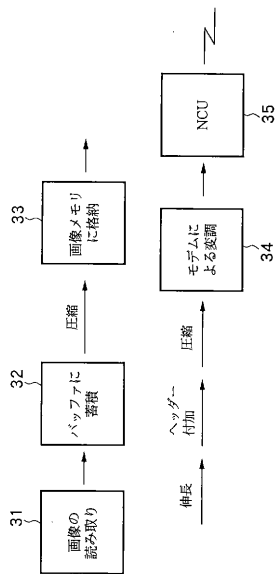 31
画像の
読み取り
32
バッファに
蓄積
圧縮
33
画像メモリ
に格納
伸長
ヘッダー
付加
圧縮
モデムに
よる変調
34
NCU
35